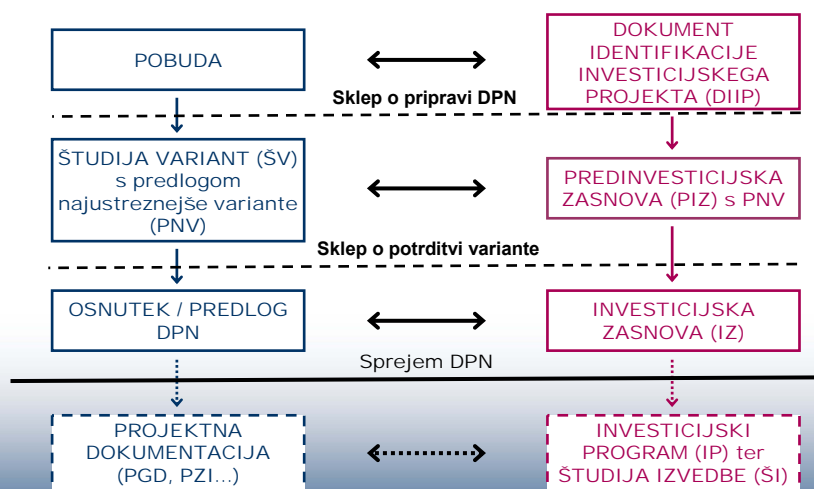 POBUDA
DOKUMENT
IDENTIFIKACIJE
INVESTICIJSKEGA
PROJEKTA (DIIP)
Sklep o pripravi DPN
ŠTUDIJA VARIANT (ŠV)
s predlogom
najustreznejše variante
(PNV)
PREDINVESTICIJSKA
ZASNOVA (PIZ) s PNV
Sklep o potrditvi variante
OSNUTEK / PREDLOG
DPN
INVESTICIJSKA
ZASNOVA (IZ)
Sprejem DPN
PROJEKTNA
DOKUMENTACIJA
(PGD, PZI...)
INVESTICIJSKI
PROGRAM (IP) ter
ŠTUDIJA IZVEDBE (ŠI)